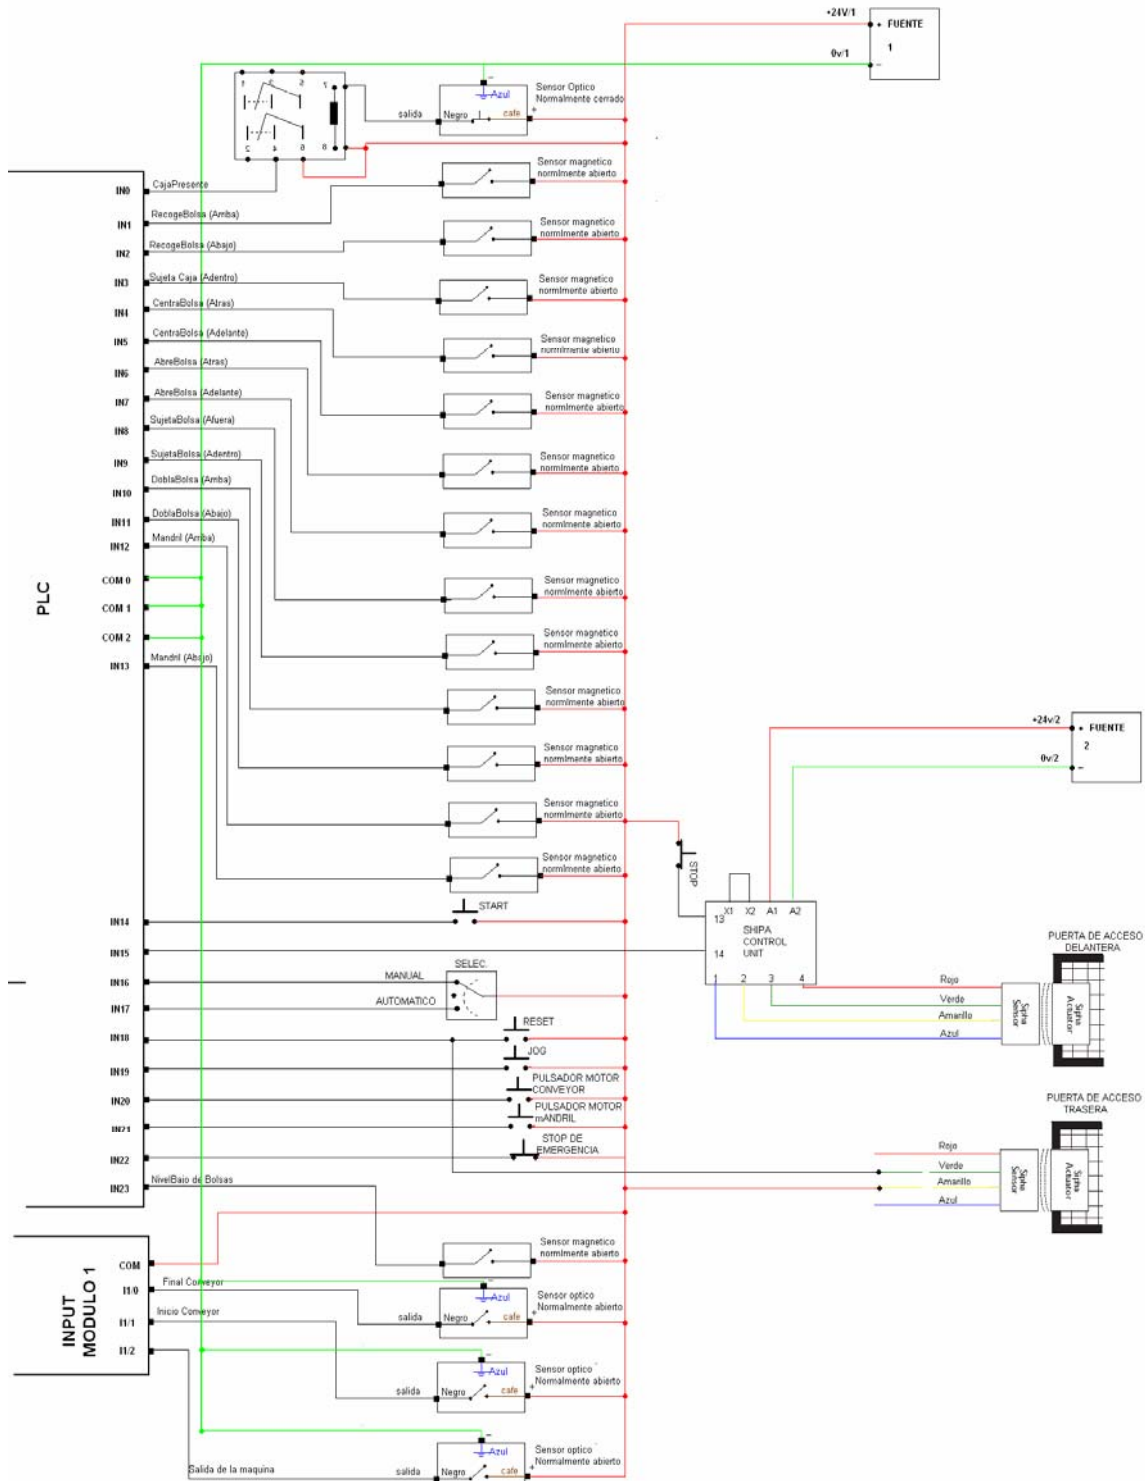 +24V/1
+ FUENTE
1
0v/1
-
1 3 5 7
2 4 6 8
salida
Azul
Negro
cafe
+
Sensor Optico
Normalmente cerrado
PLC
IN0
CajaPresente
Sensor magnetico
normlmente abierto
IN1
RecogeBolsa (Arriba)
IN2
RecogeBolsa (Abajo)
Sensor magnetico
normlmente abierto
IN3
Sujeta Caja (Adentro)
Sensor magnetico
normlmente abierto
IN4
CentraBolsa (Atras)
IN5
CentraBolsa (Adelante)
Sensor magnetico
normlmente abierto
IN6
AbreBolsa (Atras)
IN7
AbreBolsa (Adelante)
Sensor magnetico
normlmente abierto
IN8
SujetaBolsa (Afuera)
IN9
SujetaBolsa (Adentro)
Sensor magnetico
normlmente abierto
IN10
DoblaBolsa (Arriba)
IN11
DoblaBolsa (Abajo)
Sensor magnetico
normlmente abierto
IN12
Mandril (Arriba)
COM 0
Sensor magnetico
normlmente abierto
COM 1
COM 2
Sensor magnetico
normlmente abierto
IN13
Mandril (Abajo)
Sensor magnetico
normlmente abierto
+24v/2
+ FUENTE
2
0v/2
-
Sensor magnetico
normlmente abierto
Sensor magnetico
normlmente abierto
Sensor magnetico
normlmente abierto
STOP
IN14
START
X1 X2 A1 A2
13
14
SHIPA
CONTROL
UNIT
1 2 3 4
IN15
PUERTA DE ACCESO
DELANTERA
Rojo
Verde
Amarillo
Azul
Sipha
Sensor
Sipha
Actuator
SELEC.
IN16
MANUAL
IN17
AUTOMATICO
IN18
RESET
IN19
JOG
IN20
PULSADOR MOTOR
CONVEYOR
IN21
PULSADOR MOTOR
mANDRIL
IN22
STOP DE
EMERGENCIA
PUERTA DE ACCESO
TRASERA
Rojo
Verde
Amarillo
Azul
Sipha
Sensor
Sipha
Actuator
IN23
NivelBajo de Bolsas
Sensor magnetico
normlmente abierto
INPUT
MODULO 1
COM
I1/0
Final Conveyor
salida
Azul
Negro
cafe
+
Sensor optico
Normalmente abierto
I1/1
Inicio Conveyor
I1/2
salida
Azul
Negro
cafe
+
Sensor optico
Normalmente abierto
Salida de la maquina
salida
Azul
Negro
cafe
+
Sensor optico
Normalmente abierto